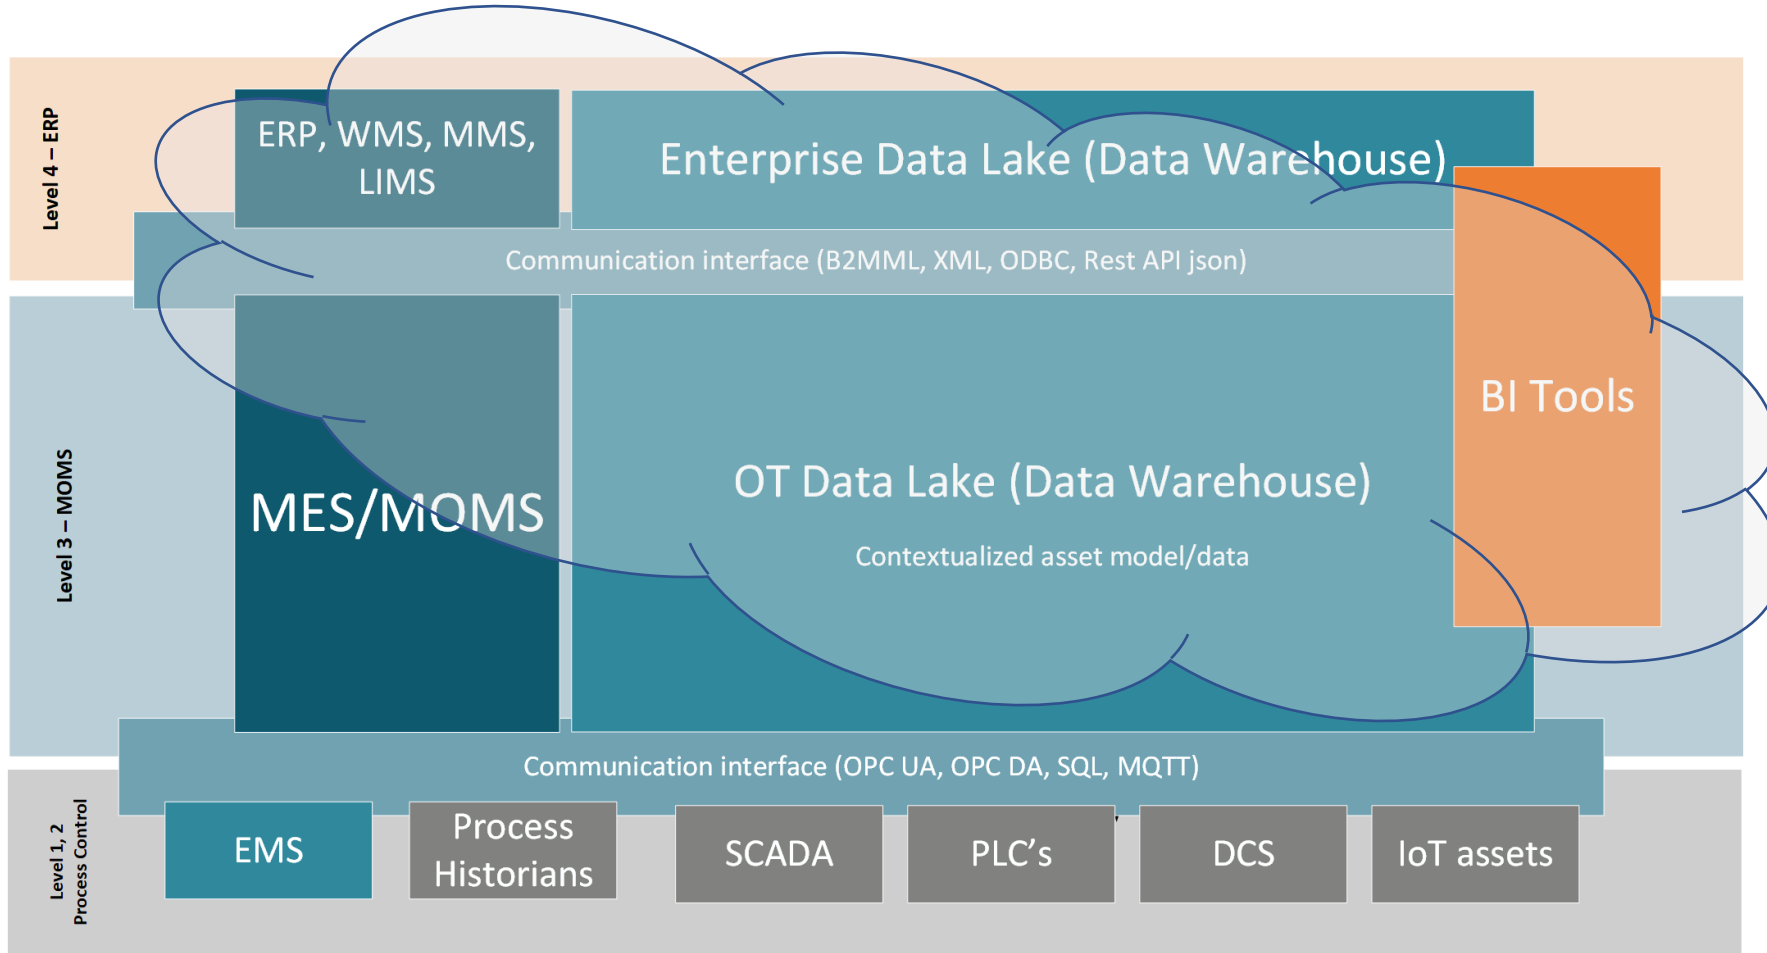 Level 4 – ERP
ERP, WMS, MMS,
LIMS
Enterprise Data Lake (Data Warehouse)
Communication interface (B2MML, XML, ODBC, Rest API json)
Level 3 – MOMS
MES/MOMS
OT Data Lake (Data Warehouse)
Contextualized asset model/data
BI Tools
Communication interface (OPC UA, OPC DA, SQL, MQTT)
Level 1, 2
Process Control
EMS
Process
Historians
SCADA
PLC’s
DCS
IoT assets